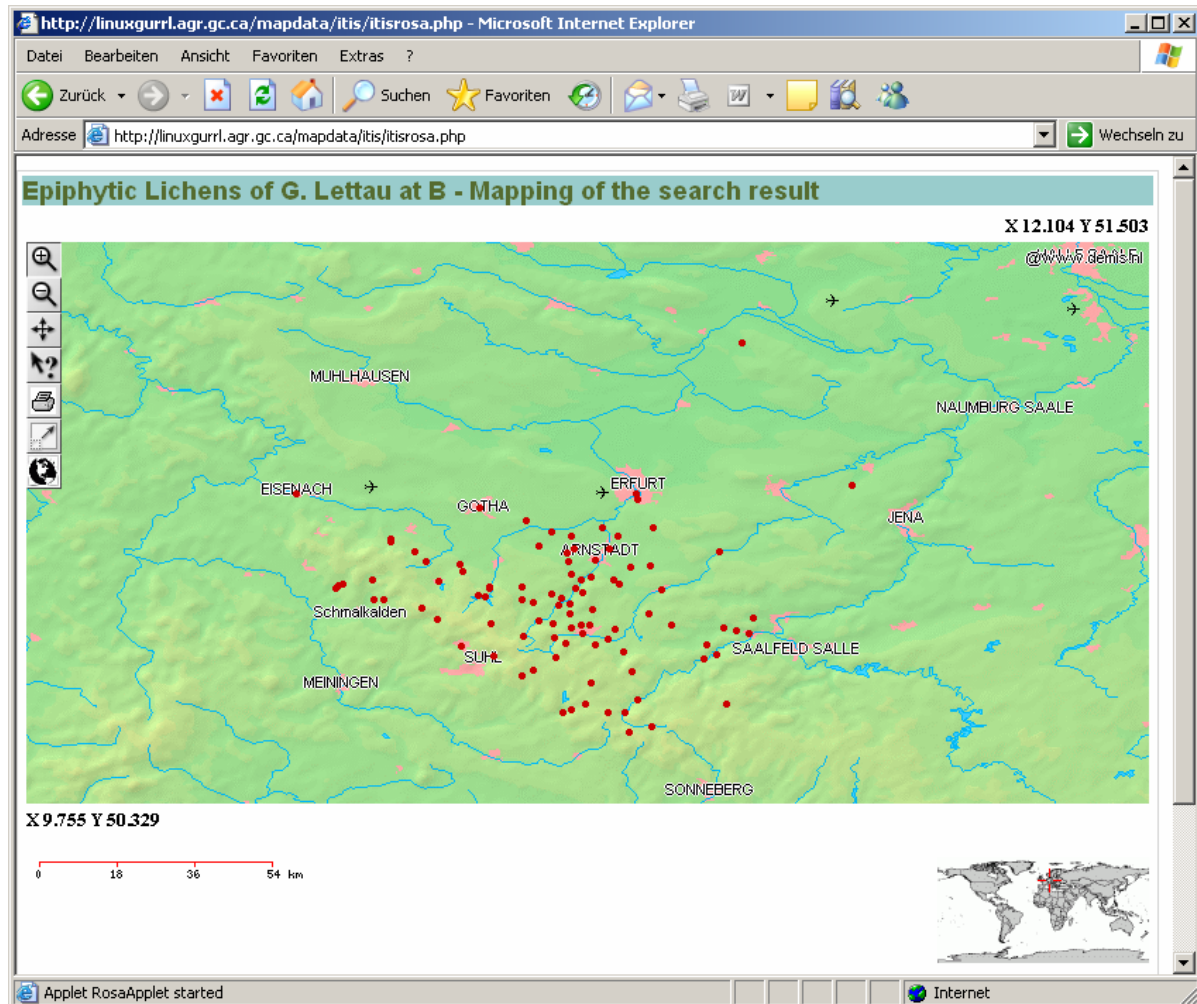 http://linuxgurrl.agr.gc.ca/mapdata/itis/itisrosa.php - Microsoft Internet Explorer
Datei Bearbeiten Ansicht Favoriten Extras ?
Zurück Suchen Favoriten
Adresse http://linuxgurrl.agr.gc.ca/mapdata/itis/itisrosa.php Wechseln zu
Epiphytic Lichens of G. Lettau at B - Mapping of the search result
X 12.104 Y 51.503
MUHLHAUSEN
NAUMBURG SAALE
EISENACH
ERFURT
GOTHA
JENA
ARNSTADT
Schmalkalden
SAALFELD SALLE
SUHL
MEININGEN
SONNEBERG
X 9.755 Y 50.329
0 18 36 54 km
Applet RosaApplet started Internet